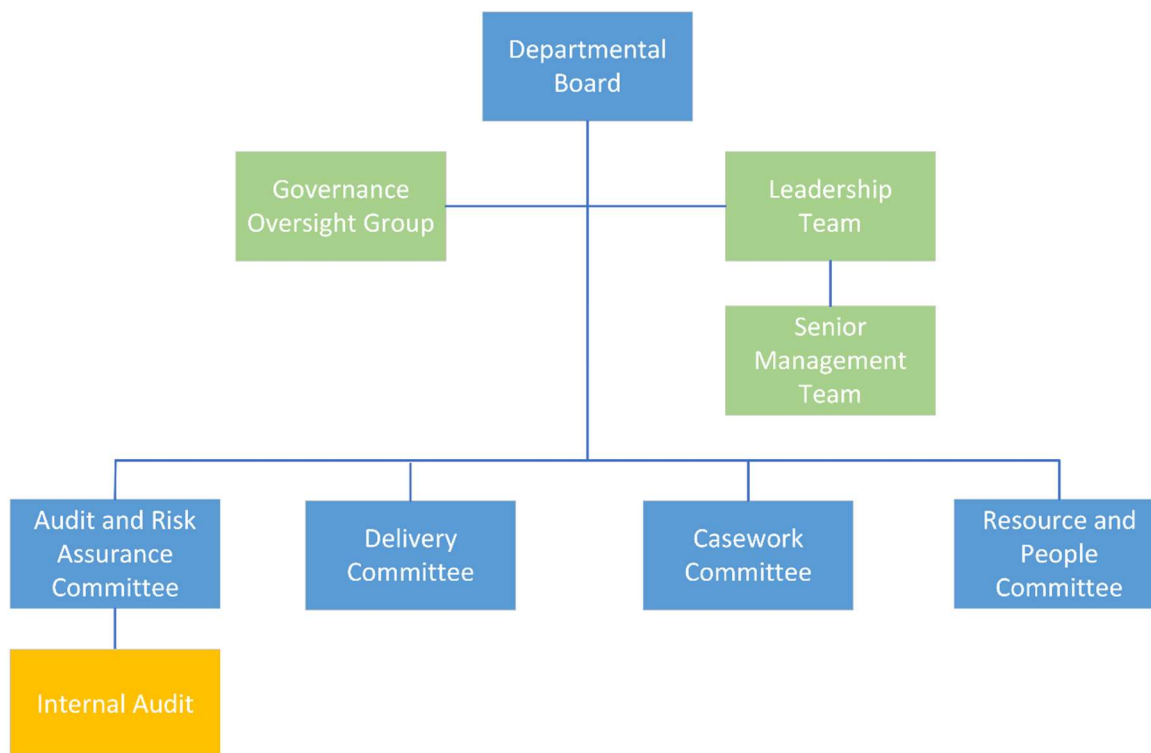 Departmental
Board
Governance
Oversight Group
Leadership
Team
Senior
Management
Team
Audit and Risk
Assurance
Committee
Delivery
Committee
Casework
Committee
Resource and
People
Committee
Internal Audit